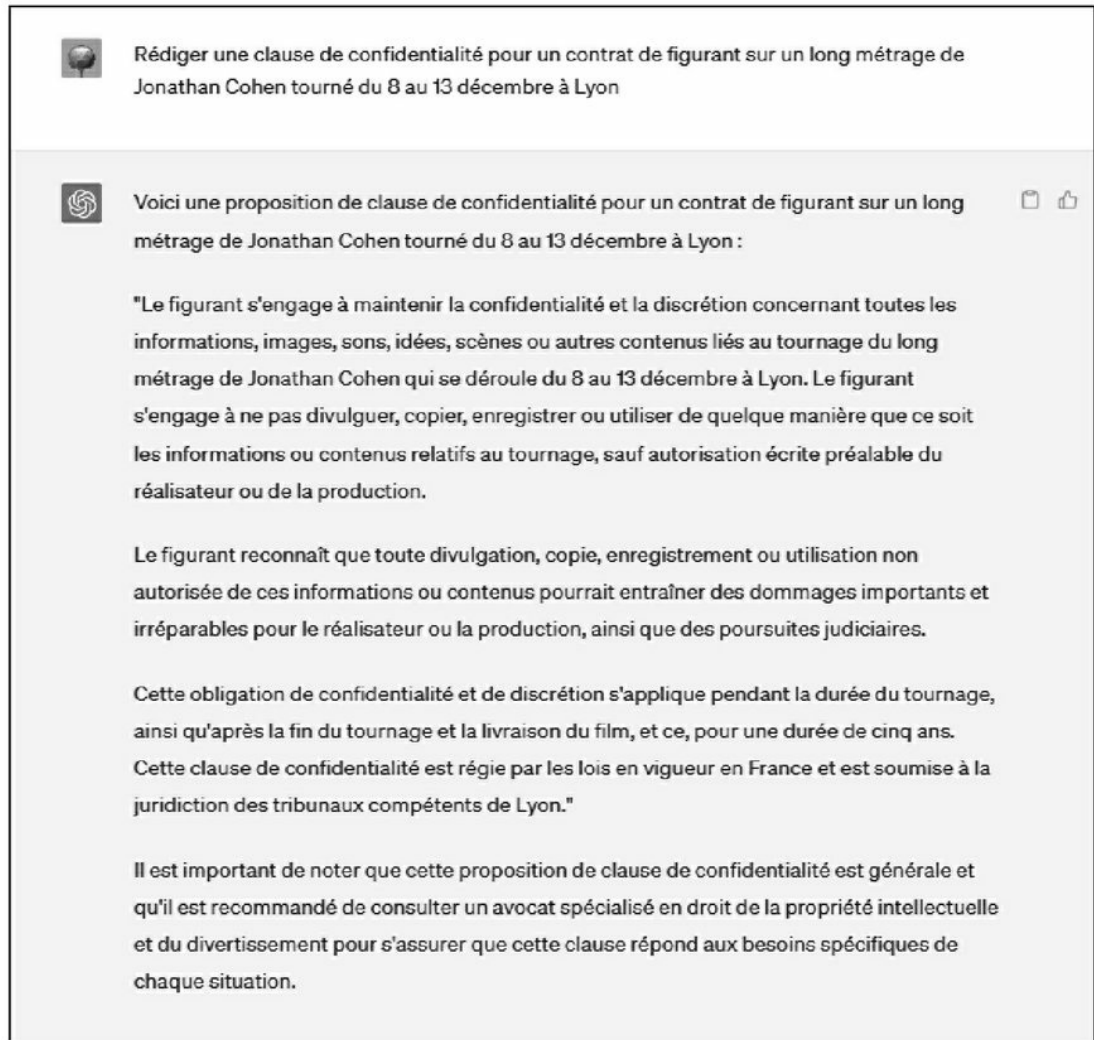 Rédiger une clause de confidentialité pour un contrat de figurant sur un long métrage de
Jonathan Cohen tourné du 8 au 13 décembre à Lyon
Voici une proposition de clause de confidentialité pour un contrat de figurant sur un long
métrage de Jonathan Cohen tourné du 8 au 13 décembre à Lyon :
"Le figurant s'engage à maintenir la confidentialité et la discrétion concernant toutes les
informations, images, sons, idées, scènes ou autres contenus liés au tournage du long
métrage de Jonathan Cohen qui se déroule du 8 au 13 décembre à Lyon. Le figurant
s'engage à ne pas divulguer, copier, enregistrer ou utiliser de quelque manière que ce soit
les informations ou contenus relatifs au tournage, sauf autorisation écrite préalable du
réalisateur ou de la production.
Le figurant reconnaît que toute divulgation, copie, enregistrement ou utilisation non
autorisée de ces informations ou contenus pourrait entraîner des dommages importants et
irréparables pour le réalisateur ou la production, ainsi que des poursuites judiciaires.
Cette obligation de confidentialité et de discrétion s'applique pendant la durée du tournage,
ainsi qu'après la fin du tournage et la livraison du film, et ce, pour une durée de cinq ans.
Cette clause de confidentialité est régie par les lois en vigueur en France et est soumise à la
juridiction des tribunaux compétents de Lyon."
Il est important de noter que cette proposition de clause de confidentialité est générale et
qu'il est recommandé de consulter un avocat spécialisé en droit de la propriété intellectuelle
et du divertissement pour s'assurer que cette clause répond aux besoins spécifiques de
chaque situation.